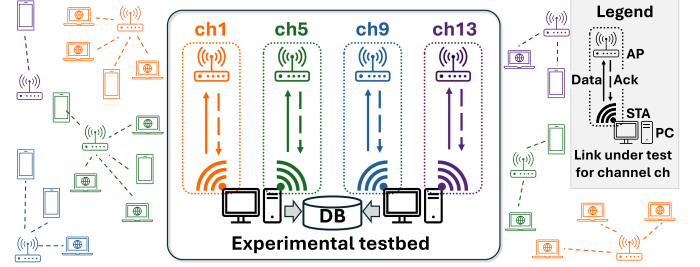 ch1
ch5
ch9
ch13
DB
Experimental testbed
Legend
AP
Data
Ack
STA
PC
Link under test
for channel ch